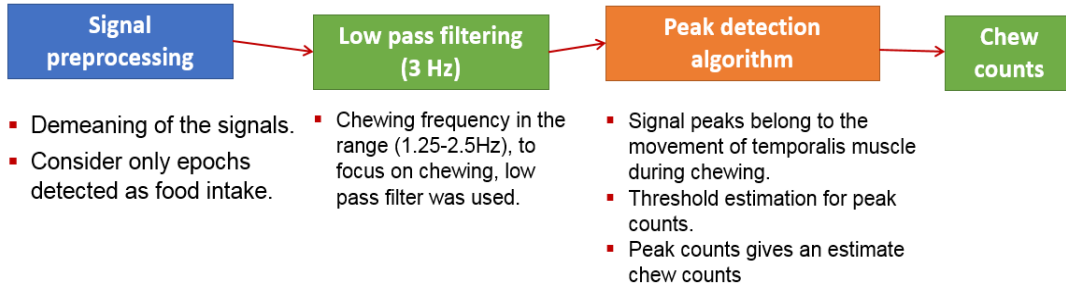 Signal
preprocessing
Low pass filtering
(3 Hz)
Peak detection
algorithm
Chew
counts
▪ Demeaning of the signals.
▪ Consider only epochs
detected as food intake.
▪ Chewing frequency in the
range (1.25-2.5Hz), to
focus on chewing, low
pass filter was used.
▪ Signal peaks belong to the
movement of temporalis muscle
during chewing.
▪ Threshold estimation for peak
counts.
▪ Peak counts gives an estimate
chew counts